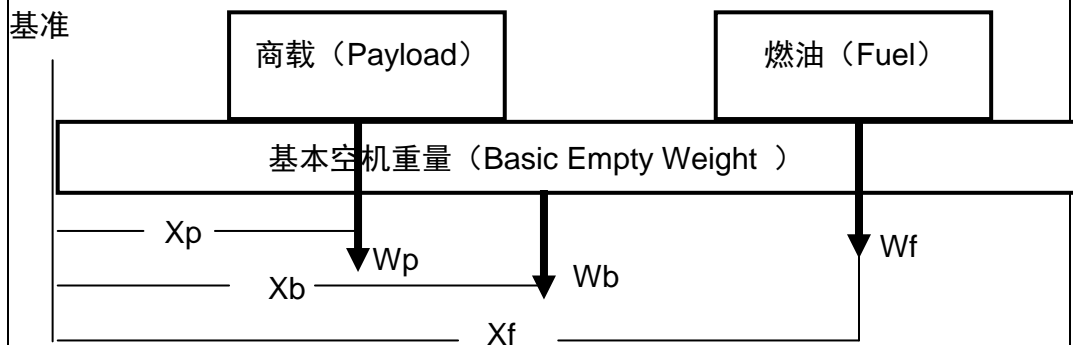 基准
商载（Payload）
燃油（Fuel）
基本空机重量（Basic Empty Weight ）
Xp
Wp
Wf
Xb
Wb
Xf